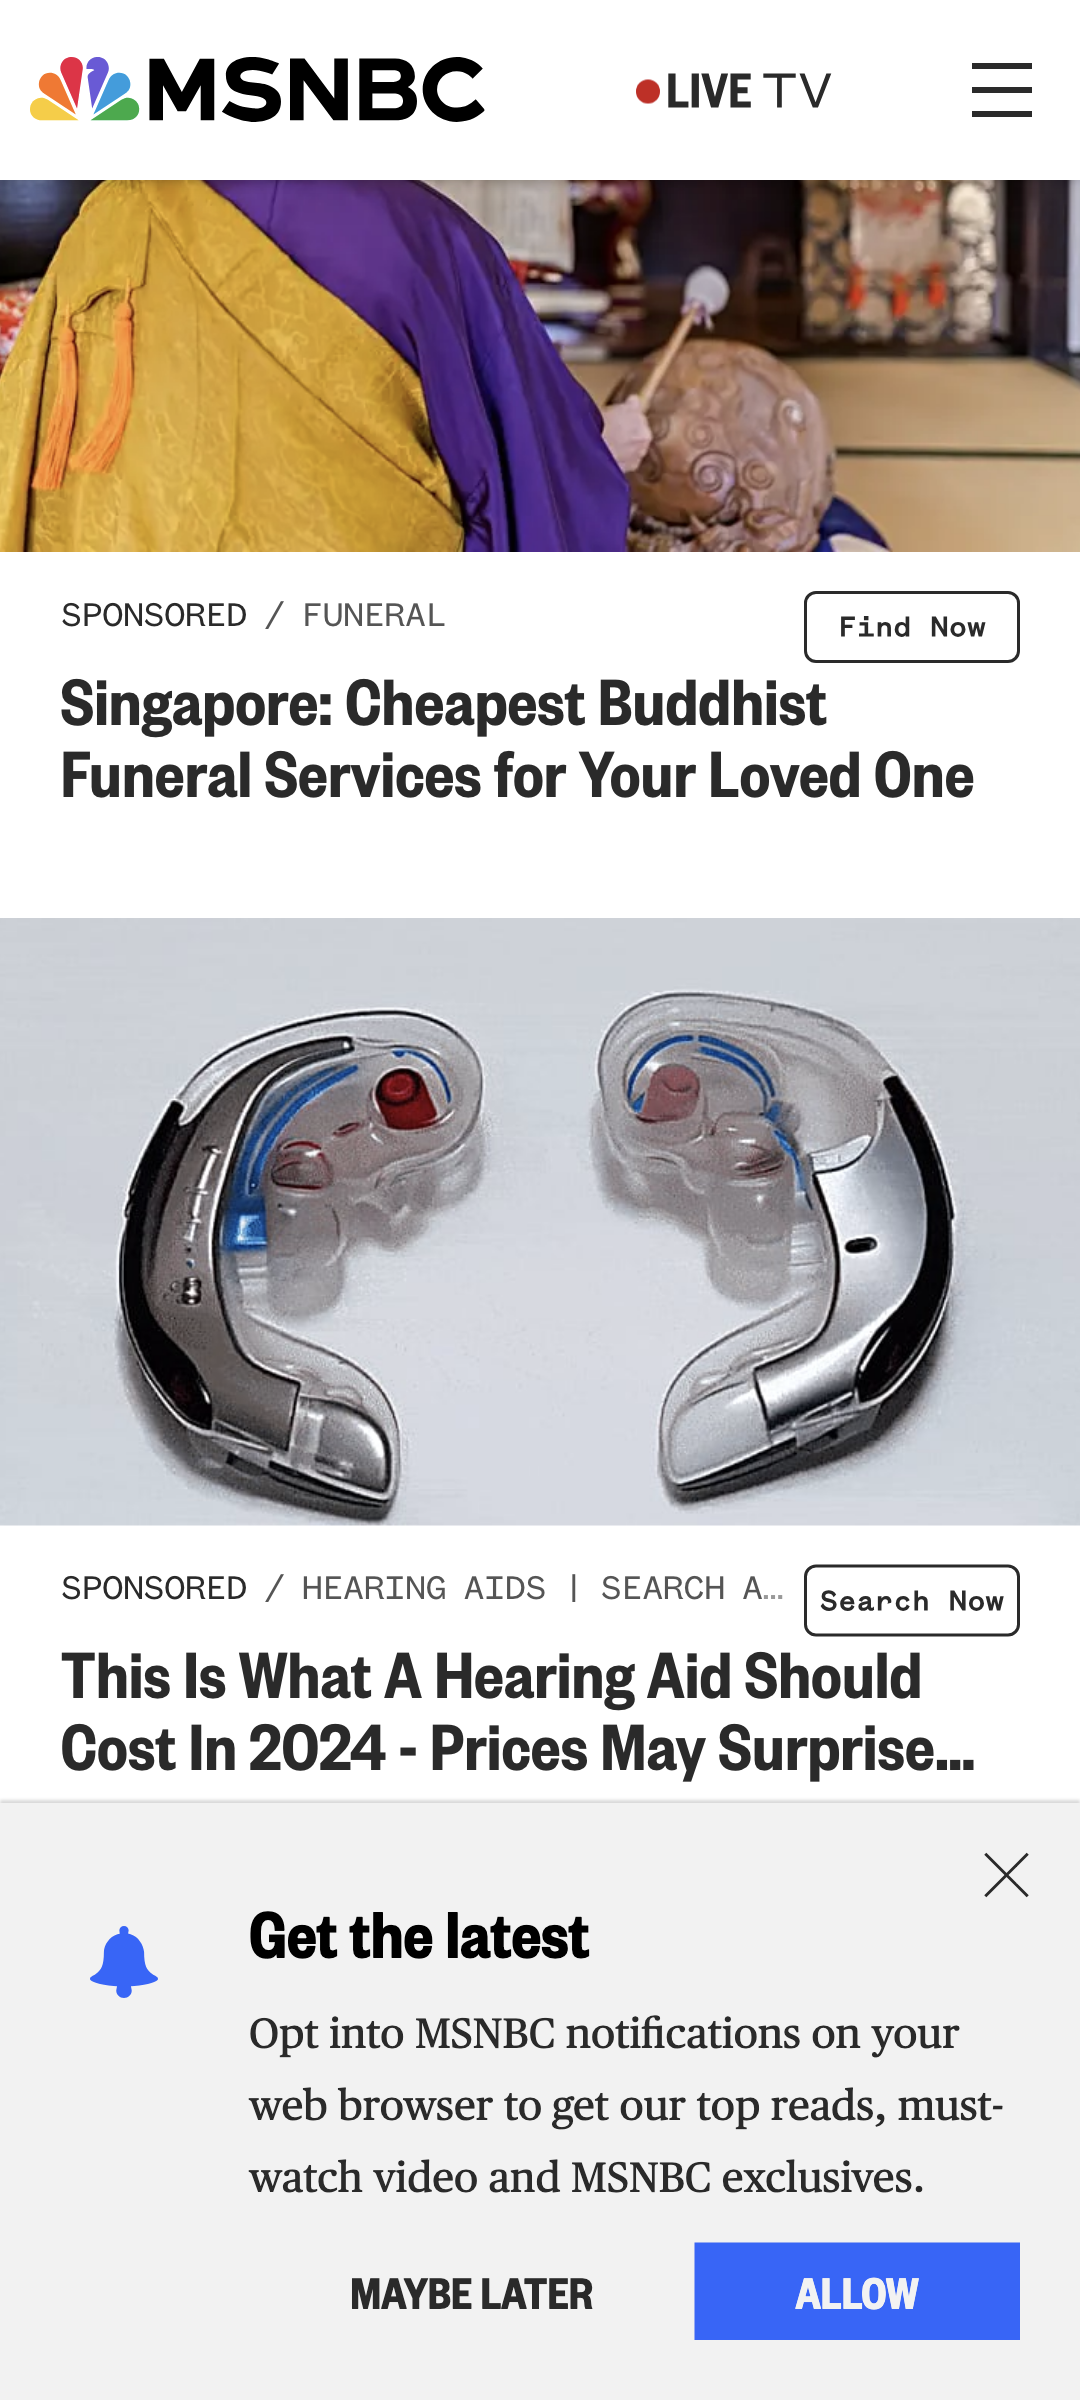 MSNBC
LIVE TV
SPONSORED / FUNERAL
Find Now
Singapore: Cheapest Buddhist
Funeral Services for Your Loved One
SPONSORED / HEARING AIDS | SEARCH A...
Search Now
This Is What A Hearing Aid Should
Cost In 2024 - Prices May Surprise...
Get the latest
Opt into MSNBC notifications on your
web browser to get our top reads, must-
watch video and MSNBC exclusives.
MAYBE LATER
ALLOW